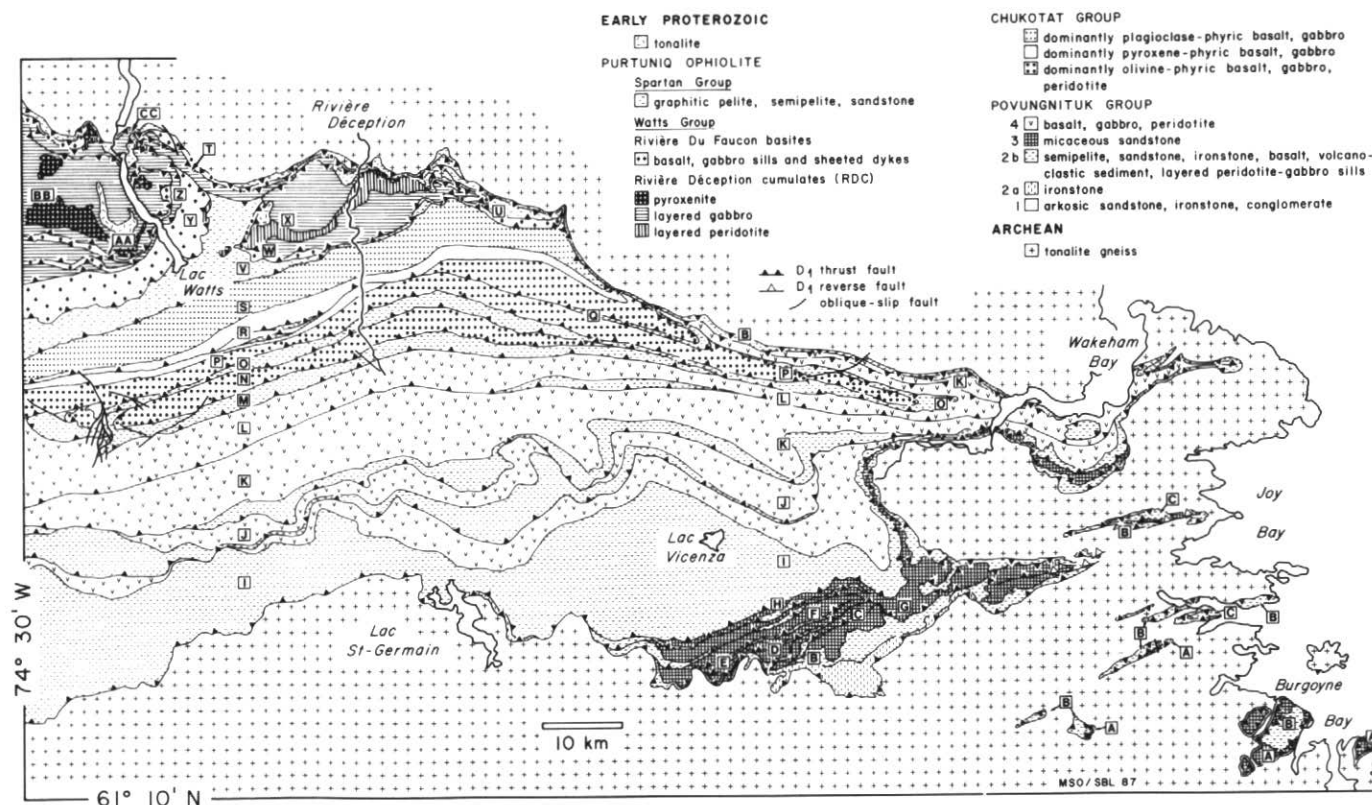 EARLY PROTEROZOIC
tonalite
PURTUNIQ OPHIOLITE
Spartan Group
graphitic pelite, semipelite, sandstone
Watts Group
Rivière Du Faucon basites
basalt, gabbro sills and sheeted dykes
Rivière Déception cumulates (RDC)
pyroxenite
layered gabbro
layered peridotite
D1 thrust fault
D1 reverse fault
oblique-slip fault
CHUKOTAT GROUP
dominantly plagioclase-phyric basalt, gabbro
dominantly pyroxene-phyric basalt, gabbro
dominantly olivine-phyric basalt, gabbro,
peridotite
POVUNGNITUK GROUP
4 basalt, gabbro, peridotite
3 micaceous sandstone
2b semipelite, sandstone, ironstone, basalt, volcano-
clastic sediment, layered peridotite-gabbro sills
2a ironstone
1 arkosic sandstone, ironstone, conglomerate
ARCHEAN
tonalite gneiss
Rivière
Déception
CC
T
BB
Z
Y
X
U
AA
W
Lac
Watts
V
S
R
P
O
N
M
L
K
J
I
Q
B
P
K
O
L
K
J
I
Wakeham
Bay
Joy
Bay
C
B
Lac
Vicenza
H
F
C
G
E
D
B
Lac
St-Germain
C
B
B
A
B
A
Burgoyne
Bay
B
A
10 km
MSO/SBL 87
74° 30' W
61° 10' N